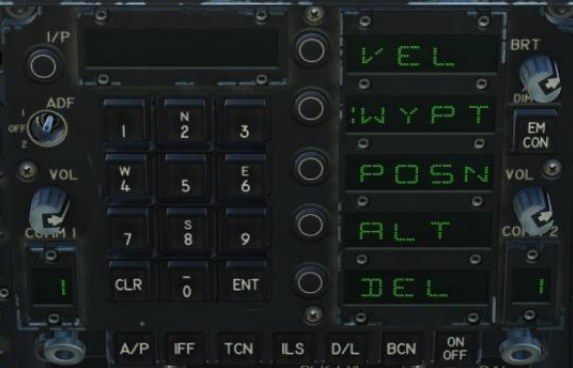 I/P
VEL
BRT
ADF
1
OFF
2
DIM
:WYPT
1
N
2
3
EM
CON
VOL
W
4
5
E
6
POSN
VOL
COMM 1
7
S
8
9
ALT
COMM 2
1
CLR
–
0
ENT
DEL
1
A/P
IFF
TCN
ILS
D/L
BCN
ON
OFF